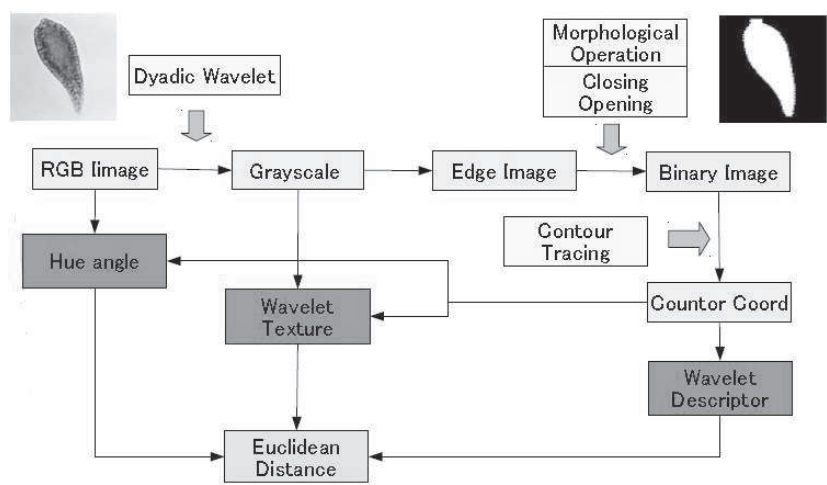 Dyadic Wavelet
Morphological
Operation
Closing
Opening
RGB Iimage
Grayscale
Edge Image
Binary Image
Contour
Tracing
Hue angle
Wavelet
Texture
Countor Coord
Wavelet
Descriptor
Euclidean
Distance